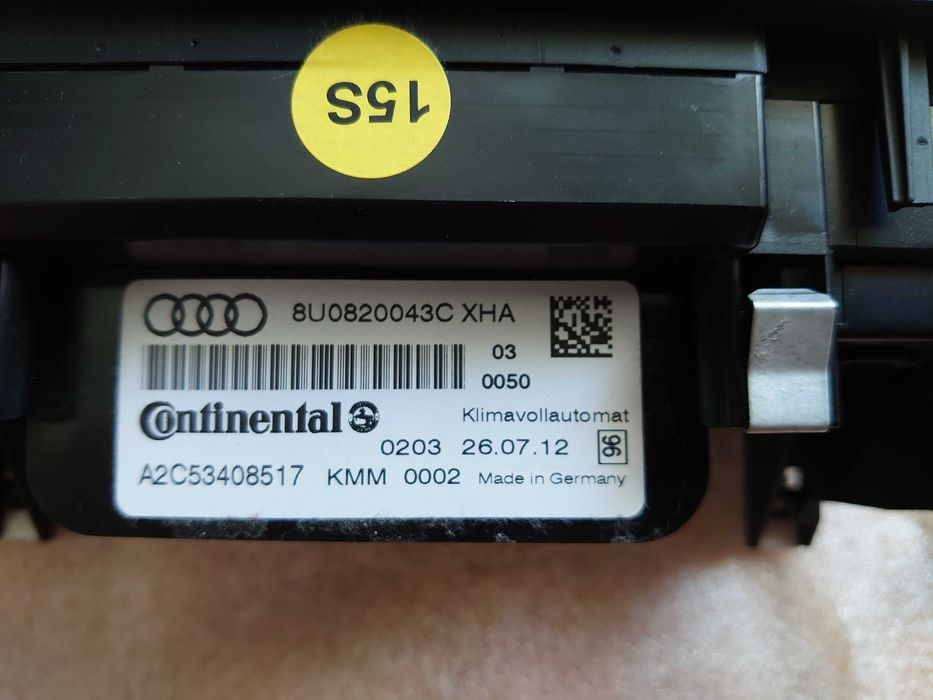 15S
8U0820043C XHA
03
0050
Continental
Klimavollautomat
0203 26.07.12 96
A2C53408517 KMM 0002 Made in Germany